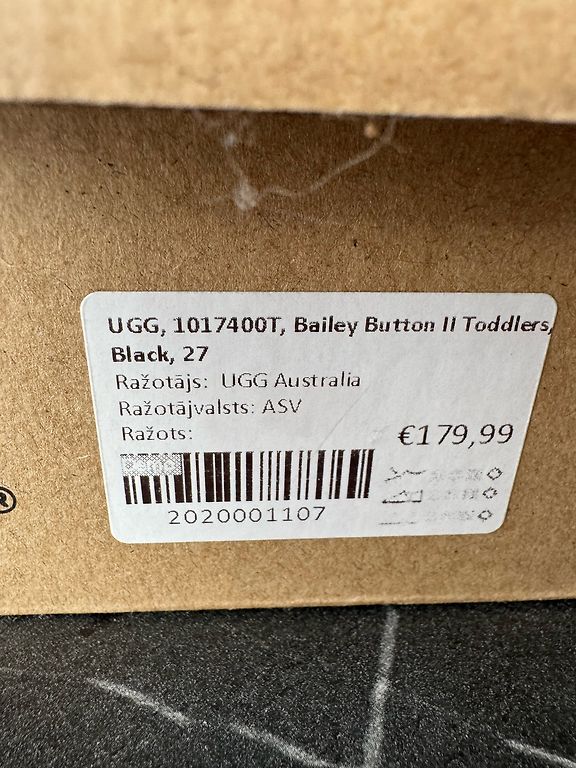 UGG, 1017400T, Bailey Button II Toddlers,
Black, 27
Ražotājs: UGG Australia
Ražotājvalsts: ASV
Ražots:
€179,99
2020001107
®